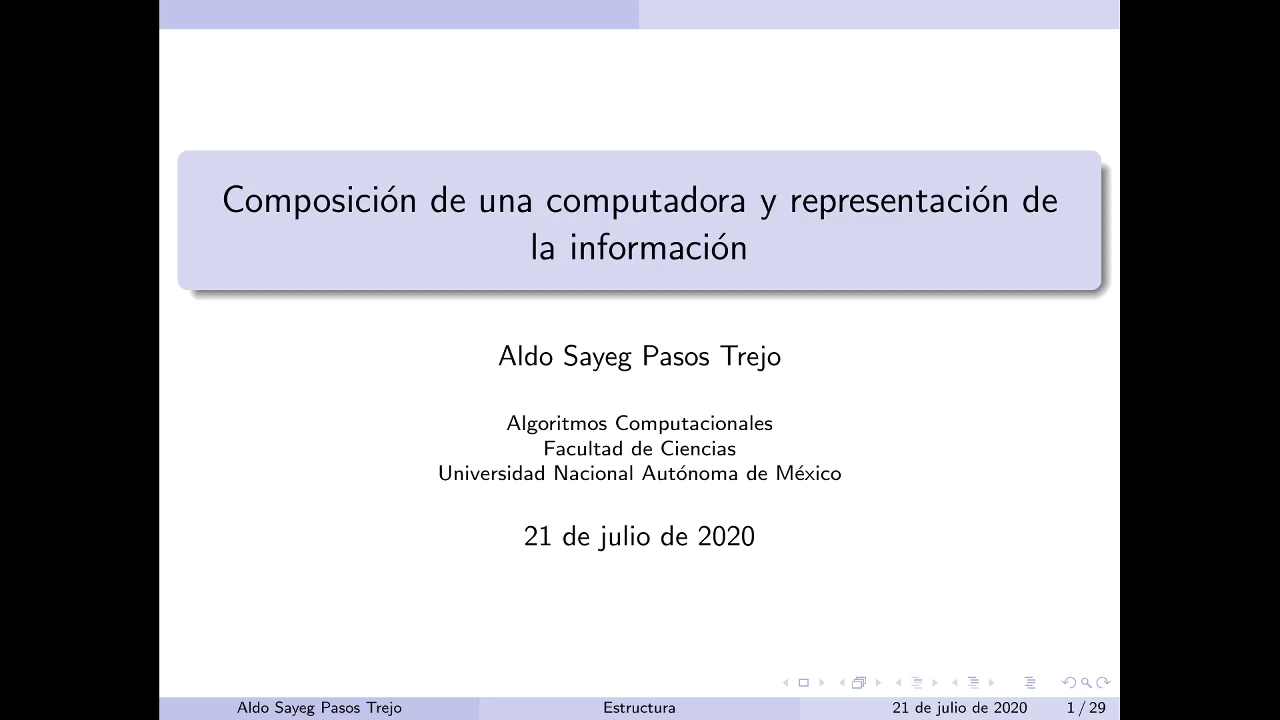 Composición de una computadora y representación de
la información
Aldo Sayeg Pasos Trejo
Algoritmos Computacionales
Facultad de Ciencias
Universidad Nacional Autónoma de México
21 de julio de 2020
Aldo Sayeg Pasos Trejo Estructura 21 de julio de 2020 1 / 29